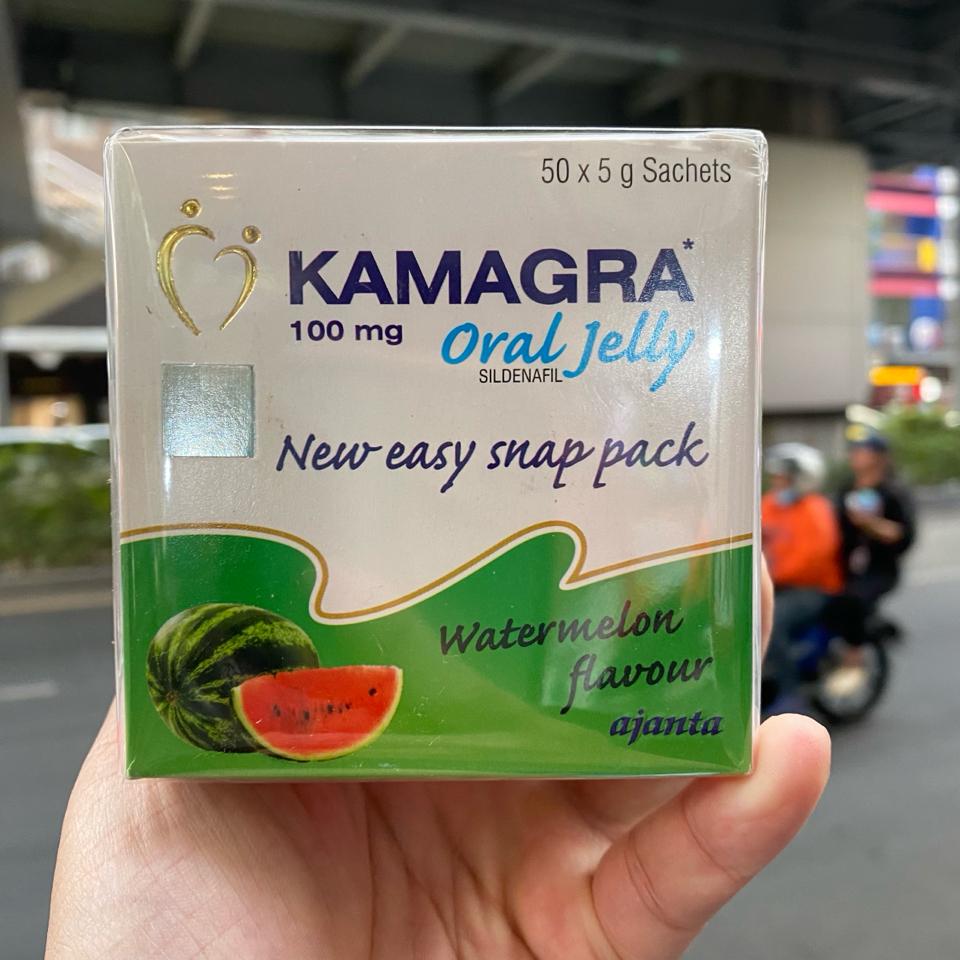 50 x 5 g Sachets
KAMAGRA*
100 mg
Oral Jelly
SILDENAFIL
New easy snap pack
Watermelon
flavour
ajanta